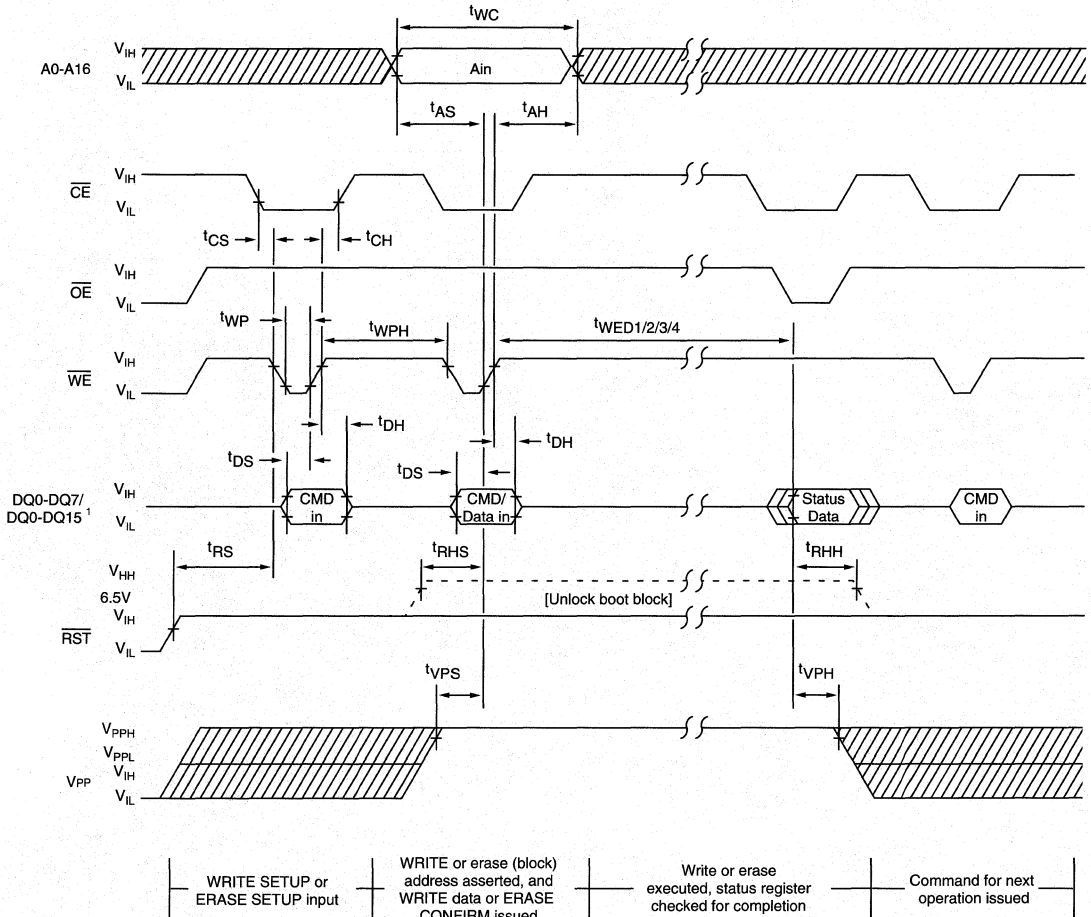 tWC
VIH
A0-A16
Ain
VIL
tAS
tAH
VIH
CE
VIL
tCS
tCH
VIH
OE
VIL
tWP
tWPH
tWED1/2/3/4
VIH
WE
VIL
tDH
tDH
tDS
tDS
DQ0-DQ7/
DQ0-DQ15 1
VIH
VIL
CMD
in
CMD/
Data in
Status
Data
CMD
in
tRS
tRHS
tRHH
VHH
6.5V
[Unlock boot block]
VIH
RST
VIL
tVPS
tVPH
VPPH
VPPL
VIH
VPP
VIL
WRITE SETUP or
ERASE SETUP input
WRITE or erase (block)
address asserted, and
WRITE data or ERASE
CONFIRM issued
Write or erase
executed, status register
checked for completion
Command for next
operation issued